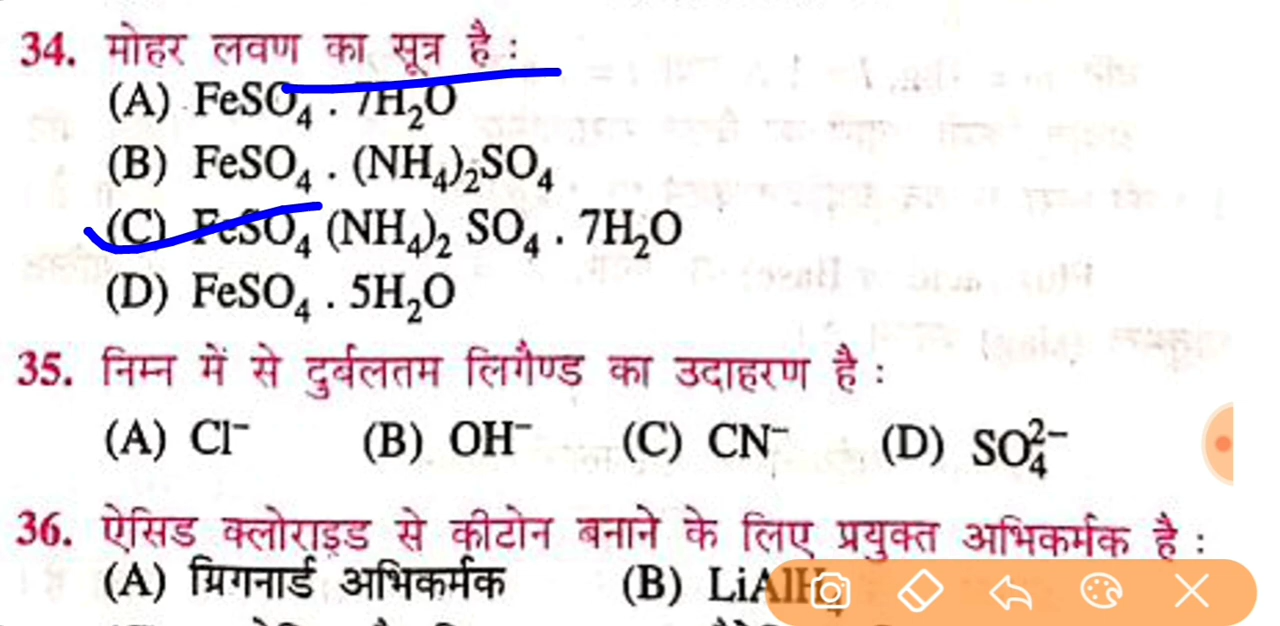 34. मोहर लवण का सूत्र है :
(A) FeSO₄ . 7H₂O
(B) FeSO₄ . (NH₄)₂SO₄
(C) FeSO₄ (NH₄)₂ SO₄ . 7H₂O
(D) FeSO₄ . 5H₂O
35. निम्न में से दुर्बलतम लिगैण्ड का उदाहरण है :
(A) Cl⁻ (B) OH⁻ (C) CN⁻ (D) SO₄²⁻
36. ऐसिड क्लोराइड से कीटोन बनाने के लिए प्रयुक्त अभिकर्मक है :
(A) ग्रिगनार्ड अभिकर्मक (B) LiAlH₄